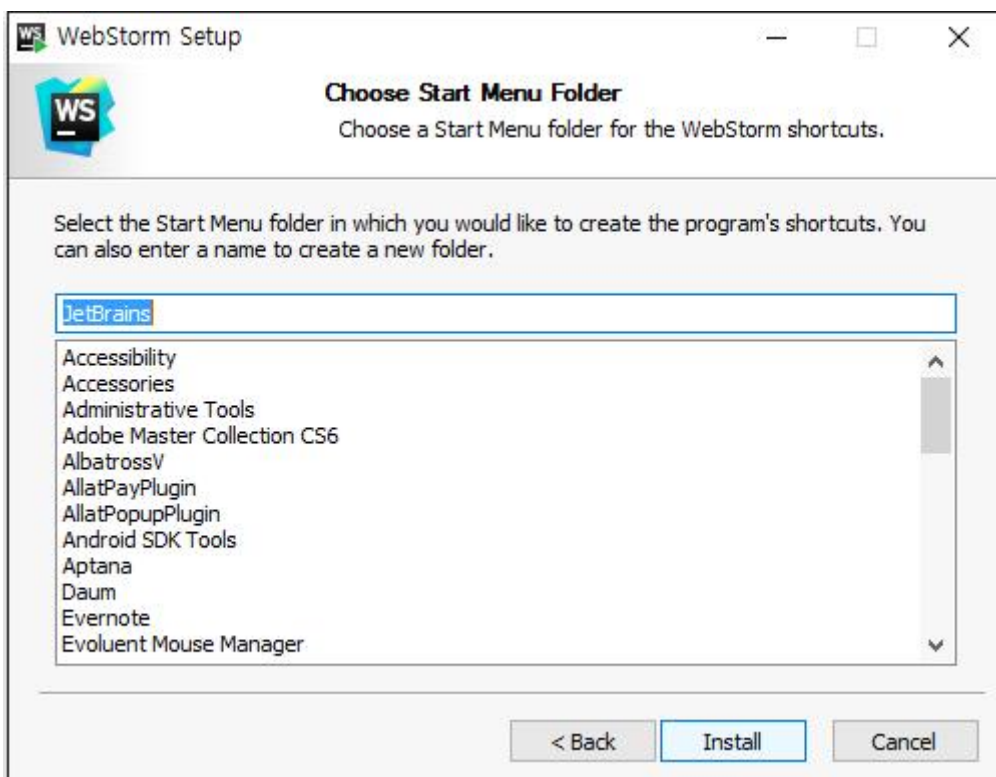 WS WebStorm Setup
WS
Choose Start Menu Folder
Choose a Start Menu folder for the WebStorm shortcuts.
Select the Start Menu folder in which you would like to create the program's shortcuts. You
can also enter a name to create a new folder.
JetBrains
Accessibility
Accessories
Administrative Tools
Adobe Master Collection CS6
AlbatrossV
AllatPayPlugin
AllatPopupPlugin
Android SDK Tools
Aptana
Daum
Evernote
Evoluent Mouse Manager
< Back Install Cancel